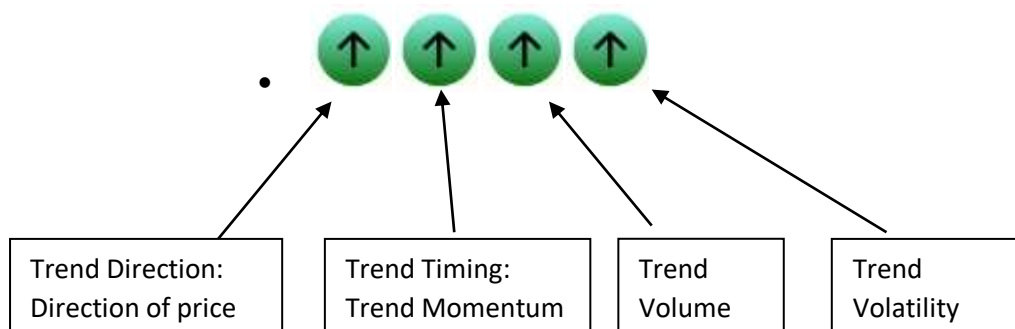 Trend Direction:
Direction of price
Trend Timing:
Trend Momentum
Trend
Volume
Trend
Volatility